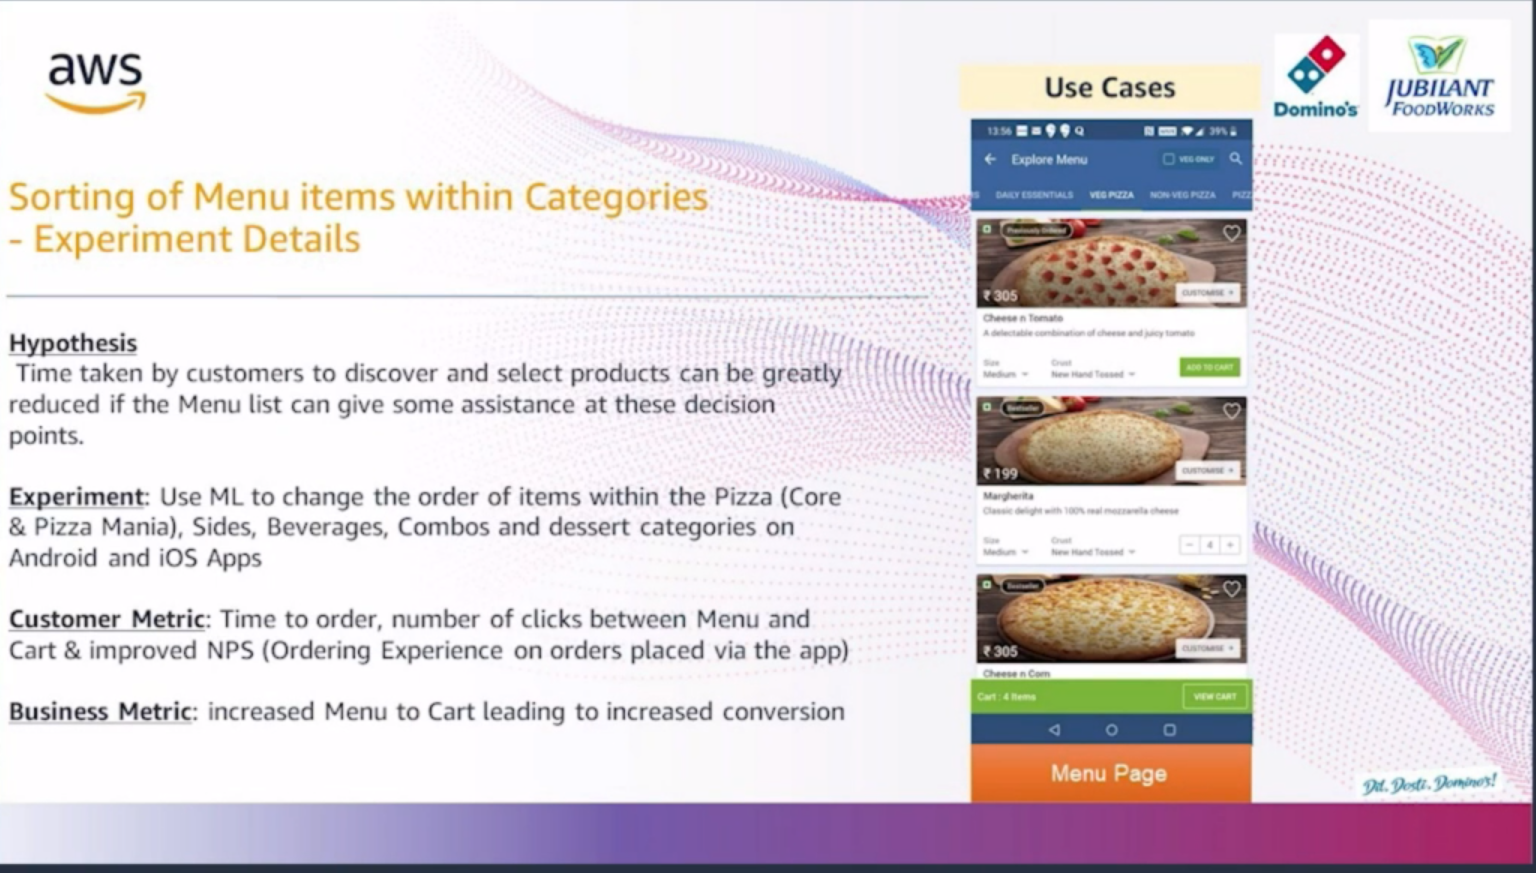 aws
Use Cases
Domino's
JUBILANT
FOODWORKS
Sorting of Menu items within Categories
- Experiment Details
Hypothesis
Time taken by customers to discover and select products can be greatly
reduced if the Menu list can give some assistance at these decision
points.
Experiment: Use ML to change the order of items within the Pizza (Core
& Pizza Mania), Sides, Beverages, Combos and dessert categories on
Android and iOS Apps
Customer Metric: Time to order, number of clicks between Menu and
Cart & improved NPS (Ordering Experience on orders placed via the app)
Business Metric: increased Menu to Cart leading to increased conversion
13:56 39%
Explore Menu VEG ONLY
DAILY ESSENTIALS VEG PIZZA NON-VEG PIZZA PIZZ
Previously Ordered
₹ 305 CUSTOMISE
Cheese n Tomato
A delectable combination of cheese and juicy tomato
Size Crust
Medium New Hand Tossed ADD TO CART
Bestseller
₹ 199 CUSTOMISE
Margherita
Classic delight with 100% real mozzarella cheese
Size Crust
Medium New Hand Tossed - 4 +
Bestseller
₹ 305 CUSTOMISE
Cheese n Corn
Cart : 4 Items VIEW CART
Menu Page
Dil, Dosti, Domino's!